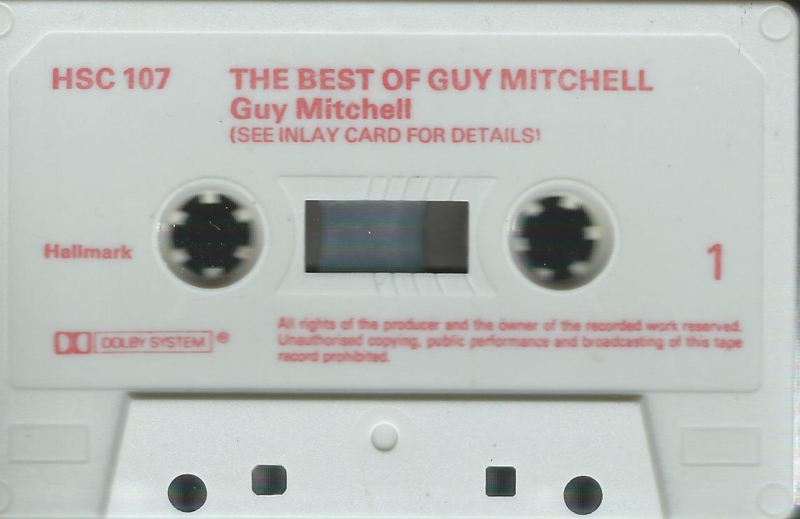 HSC 107
THE BEST OF GUY MITCHELL
Guy Mitchell
(SEE INLAY CARD FOR DETAILS)
Hallmark
1
DOLBY SYSTEM ®
All rights of the producer and the owner of the recorded work reserved.
Unauthorised copying, public performance and broadcasting of this tape
record prohibited.